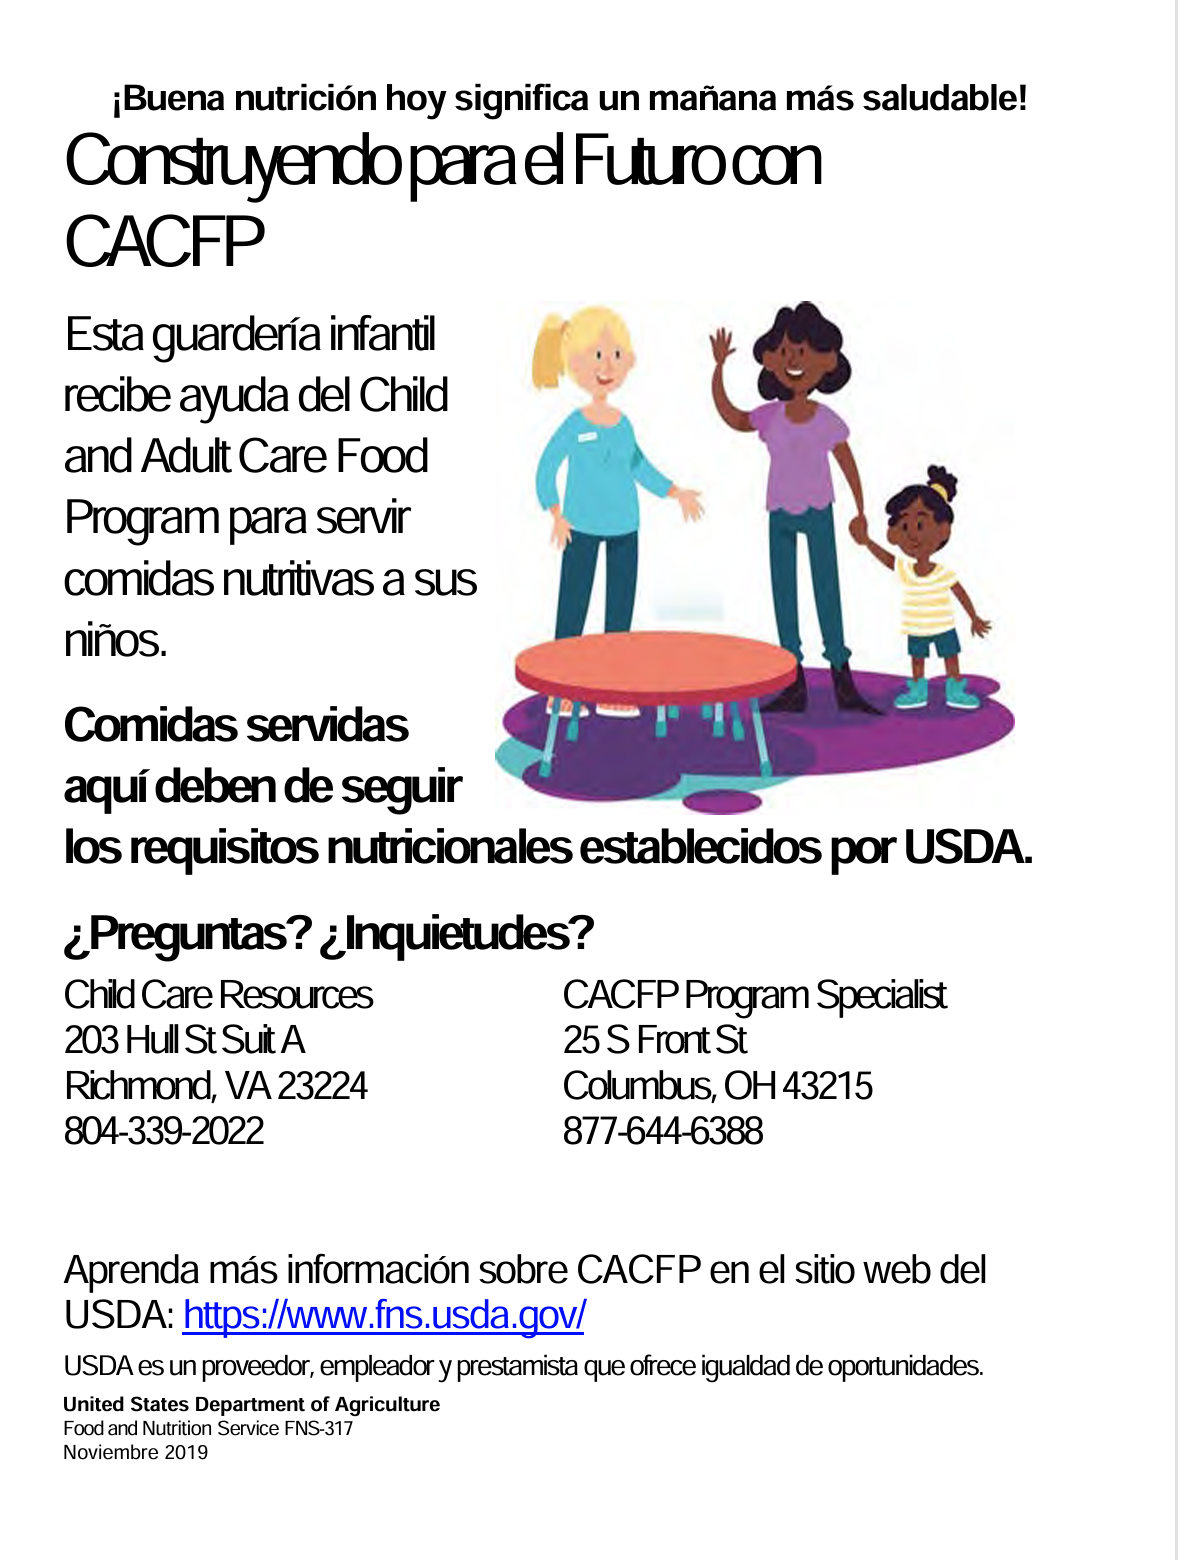 ¡Buena nutrición hoy significa un mañana más saludable!
Construyendo para el Futuro con
CACFP
Esta guardería infantil
recibe ayuda del Child
and Adult Care Food
Program para servir
comidas nutritivas a sus
niños.
Comidas servidas
aquí deben de seguir
los requisitos nutricionales establecidos por USDA.
¿Preguntas? ¿Inquietudes?
Child Care Resources
203 Hull St Suit A
Richmond, VA 23224
804-339-2022
CACFP Program Specialist
25 S Front St
Columbus, OH 43215
877-644-6388
Aprenda más información sobre CACFP en el sitio web del
USDA: https://www.fns.usda.gov/
USDA es un proveedor, empleador y prestamista que ofrece igualdad de oportunidades.
United States Department of Agriculture
Food and Nutrition Service FNS-317
Noviembre 2019